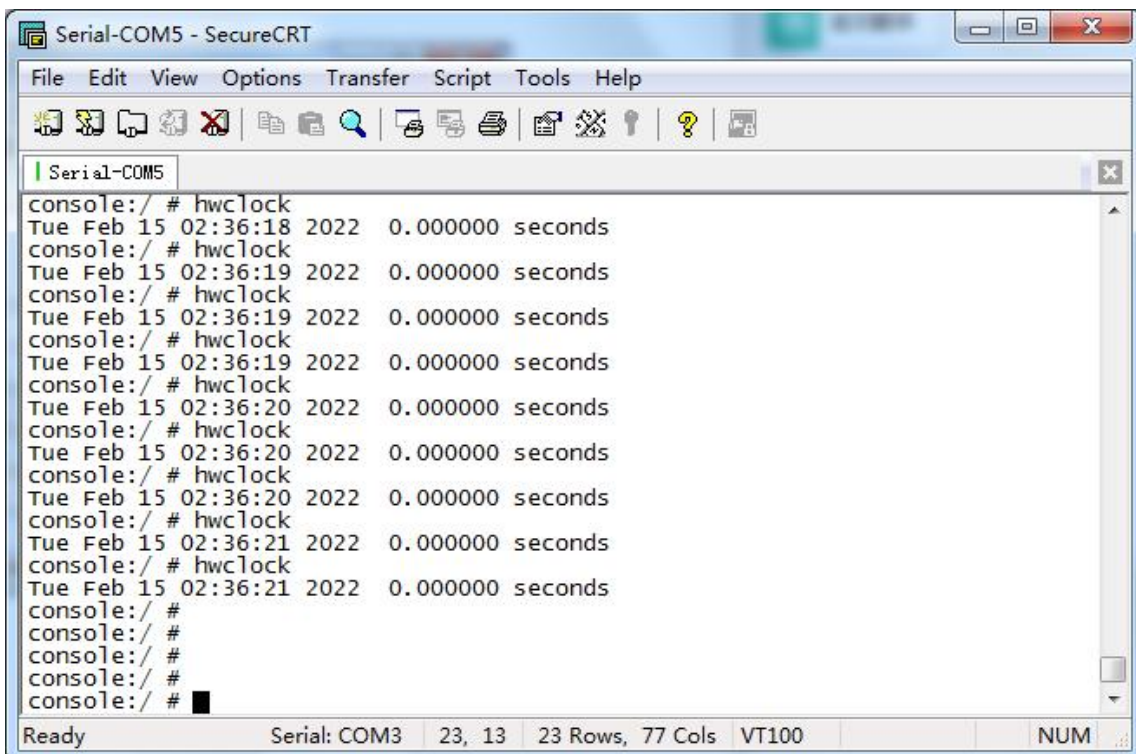 Serial-COM5 - SecureCRT
File Edit View Options Transfer Script Tools Help
Serial-COM5
console:/ # hwclock
Tue Feb 15 02:36:18 2022  0.000000 seconds
console:/ # hwclock
Tue Feb 15 02:36:19 2022  0.000000 seconds
console:/ # hwclock
Tue Feb 15 02:36:19 2022  0.000000 seconds
console:/ # hwclock
Tue Feb 15 02:36:19 2022  0.000000 seconds
console:/ # hwclock
Tue Feb 15 02:36:20 2022  0.000000 seconds
console:/ # hwclock
Tue Feb 15 02:36:20 2022  0.000000 seconds
console:/ # hwclock
Tue Feb 15 02:36:20 2022  0.000000 seconds
console:/ # hwclock
Tue Feb 15 02:36:21 2022  0.000000 seconds
console:/ # hwclock
Tue Feb 15 02:36:21 2022  0.000000 seconds
console:/ #
console:/ #
console:/ #
console:/ #
console:/ #
Ready Serial: COM3 23, 13 23 Rows, 77 Cols VT100 NUM